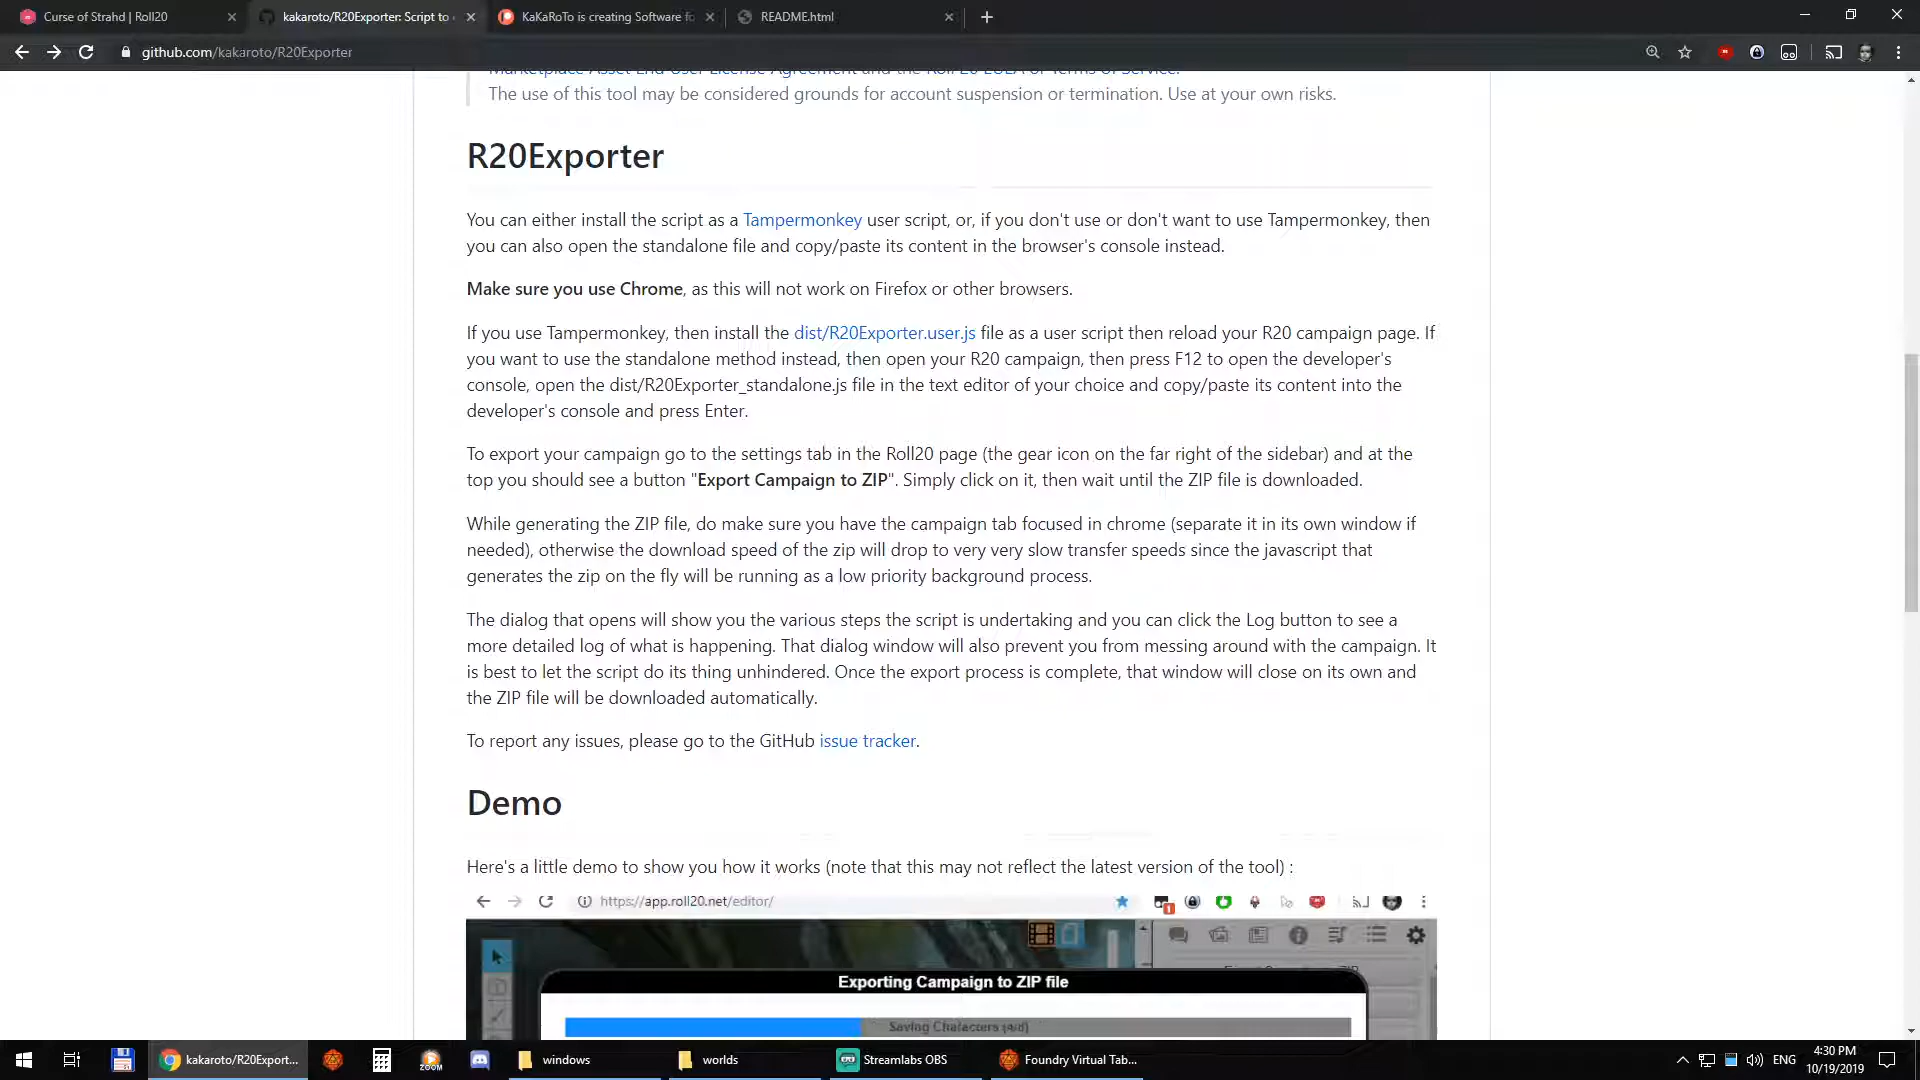 Curse of Strahd | Roll20
kakaroto/R20Exporter: Script to
KaKaRoTo is creating Software fo
README.html
github.com/kakaroto/R20Exporter
Marketplace Asset End User License Agreement and the Roll 20 EULA or Terms of Service.
The use of this tool may be considered grounds for account suspension or termination. Use at your own risks.
R20Exporter
You can either install the script as a Tampermonkey user script, or, if you don't use or don't want to use Tampermonkey, then
you can also open the standalone file and copy/paste its content in the browser's console instead.
Make sure you use Chrome, as this will not work on Firefox or other browsers.
If you use Tampermonkey, then install the dist/R20Exporter.user.js file as a user script then reload your R20 campaign page. If
you want to use the standalone method instead, then open your R20 campaign, then press F12 to open the developer's
console, open the dist/R20Exporter_standalone.js file in the text editor of your choice and copy/paste its content into the
developer's console and press Enter.
To export your campaign go to the settings tab in the Roll20 page (the gear icon on the far right of the sidebar) and at the
top you should see a button "Export Campaign to ZIP". Simply click on it, then wait until the ZIP file is downloaded.
While generating the ZIP file, do make sure you have the campaign tab focused in chrome (separate it in its own window if
needed), otherwise the download speed of the zip will drop to very very slow transfer speeds since the javascript that
generates the zip on the fly will be running as a low priority background process.
The dialog that opens will show you the various steps the script is undertaking and you can click the Log button to see a
more detailed log of what is happening. That dialog window will also prevent you from messing around with the campaign. It
is best to let the script do its thing unhindered. Once the export process is complete, that window will close on its own and
the ZIP file will be downloaded automatically.
To report any issues, please go to the GitHub issue tracker.
Demo
Here's a little demo to show you how it works (note that this may not reflect the latest version of the tool) :
https://app.roll20.net/editor/
Exporting Campaign to ZIP file
Saving Characters
kakaroto/R20Export...
ZOOM
windows
worlds
Streamlabs OBS
Foundry Virtual Tab...
ENG
4:30 PM
10/19/2019